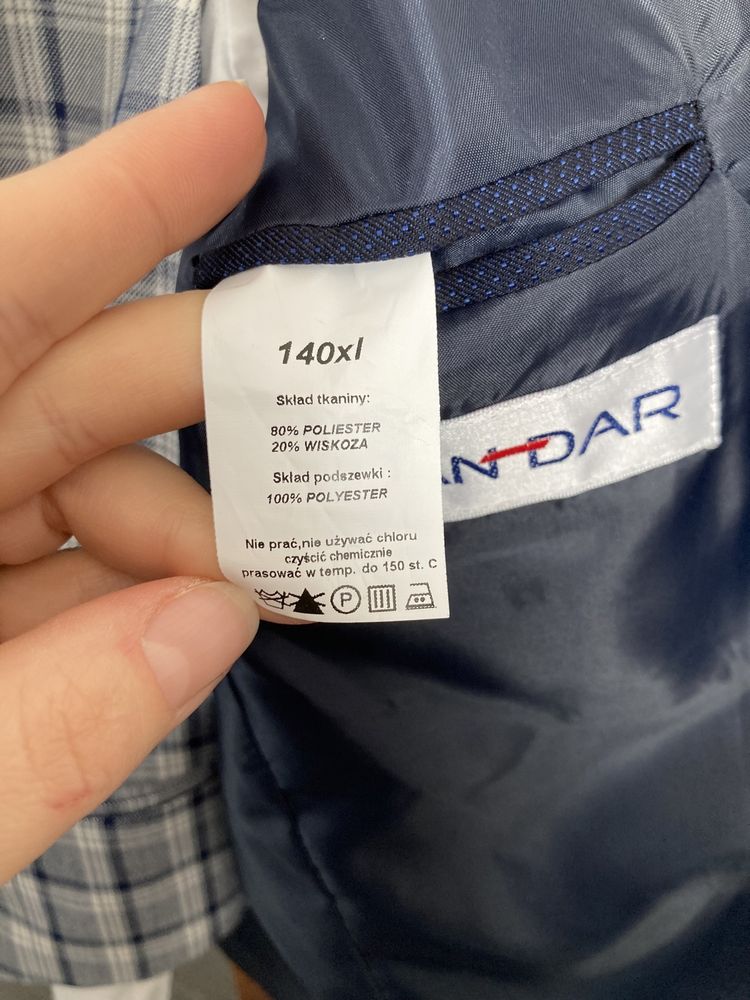 140xl
Skład tkaniny:
80% POLIESTER
20% WISKOZA
Skład podszewki :
100% POLYESTER
Nie prać,nie używać chloru
czyścić chemicznie
prasować w temp. do 150 st. C
P
DAR